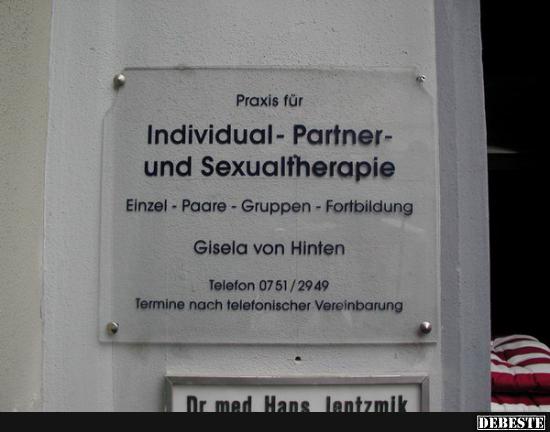 Praxis für
Individual- Partner-
und Sexualtherapie
Einzel - Paare - Gruppen - Fortbildung
Gisela von Hinten
Telefon 0751/2949
Termine nach telefonischer Vereinbarung
Dr med Hans Jentzmik
DEBESTE